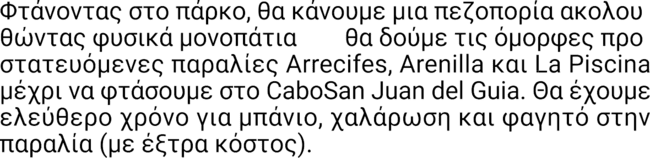 Φτάνοντας στο πάρκο, θα κάνουμε μια πεζοπορία ακολου
θώντας φυσικά μονοπάτια θα δούμε τις όμορφες προ
στατευόμενες παραλίες Arrecifes, Arenilla και La Piscina
μέχρι να φτάσουμε στο CaboSan Juan del Guia. Θα έχουμε
ελεύθερο χρόνο για μπάνιο, χαλάρωση και φαγητό στην
παραλία (με έξτρα κόστος).